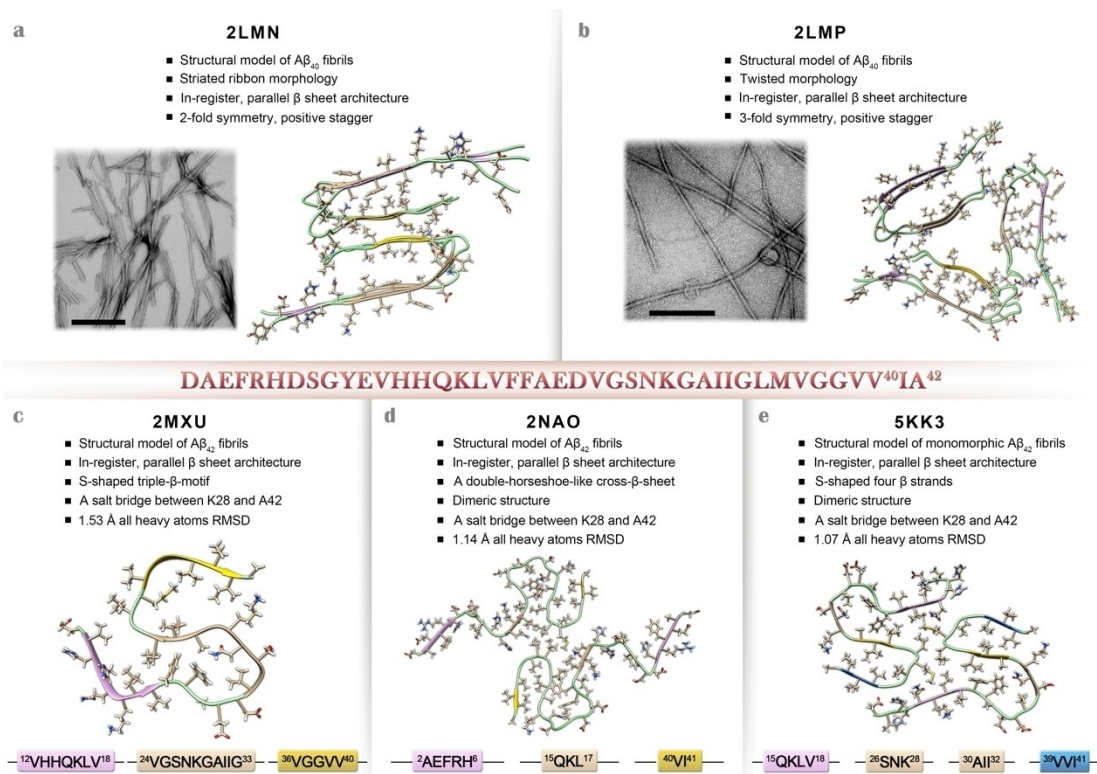 a
2LMN
■ Structural model of Aβ₄₀ fibrils
■ Striated ribbon morphology
■ In-register, parallel β sheet architecture
■ 2-fold symmetry, positive stagger
b
2LMP
■ Structural model of Aβ₄₀ fibrils
■ Twisted morphology
■ In-register, parallel β sheet architecture
■ 3-fold symmetry, positive stagger
DAEFRHDSGYEVHHQKLVFFAEDVGSNKGAIIGLMVGGVV⁴⁰IA⁴²
c
2MXU
■ Structural model of Aβ₄₂ fibrils
■ In-register, parallel β sheet architecture
■ S-shaped triple-β-motif
■ A salt bridge between K28 and A42
■ 1.53 Å all heavy atoms RMSD
¹²VHHQKLV¹⁸ ²⁴VGSNKGAIIG³³ ³⁶VGGVV⁴⁰
d
2NAO
■ Structural model of Aβ₄₂ fibrils
■ In-register, parallel β sheet architecture
■ A double-horseshoe-like cross-β-sheet
■ Dimeric structure
■ A salt bridge between K28 and A42
■ 1.14 Å all heavy atoms RMSD
²AEFRH⁶ ¹⁵QKL¹⁷ ⁴⁰VI⁴¹
e
5KK3
■ Structural model of monomorphic Aβ₄₂ fibrils
■ In-register, parallel β sheet architecture
■ S-shaped four β strands
■ Dimeric structure
■ A salt bridge between K28 and A42
■ 1.07 Å all heavy atoms RMSD
¹⁵QKLV¹⁸ ²⁶SNK²⁸ ³⁰AII³² ³⁹VVI⁴¹